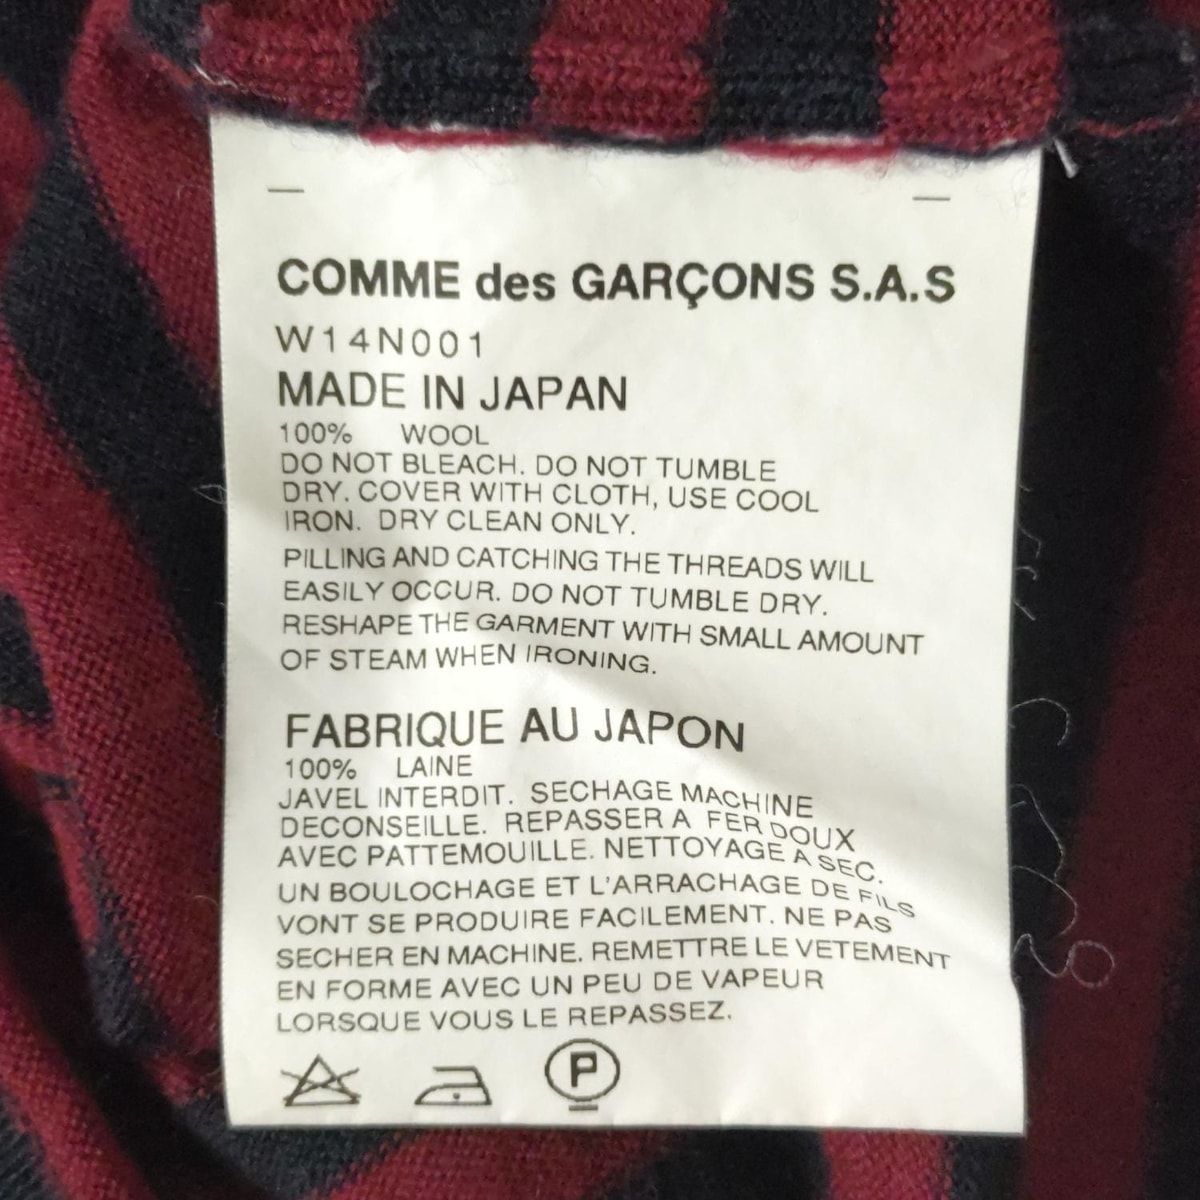 COMME des GARÇONS S.A.S
W14N001
MADE IN JAPAN
100% WOOL
DO NOT BLEACH. DO NOT TUMBLE
DRY. COVER WITH CLOTH, USE COOL
IRON. DRY CLEAN ONLY.
PILLING AND CATCHING THE THREADS WILL
EASILY OCCUR. DO NOT TUMBLE DRY.
RESHAPE THE GARMENT WITH SMALL AMOUNT
OF STEAM WHEN IRONING.
FABRIQUE AU JAPON
100% LAINE
JAVEL INTERDIT. SECHAGE MACHINE
DECONSEILLE. REPASSER A FER DOUX
AVEC PATTEMOUILLE. NETTOYAGE A SEC.
UN BOULOCHAGE ET L'ARRACHAGE DE FILS
VONT SE PRODUIRE FACILEMENT. NE PAS
SECHER EN MACHINE. REMETTRE LE VETEMENT
EN FORME AVEC UN PEU DE VAPEUR
LORSQUE VOUS LE REPASSEZ.
P